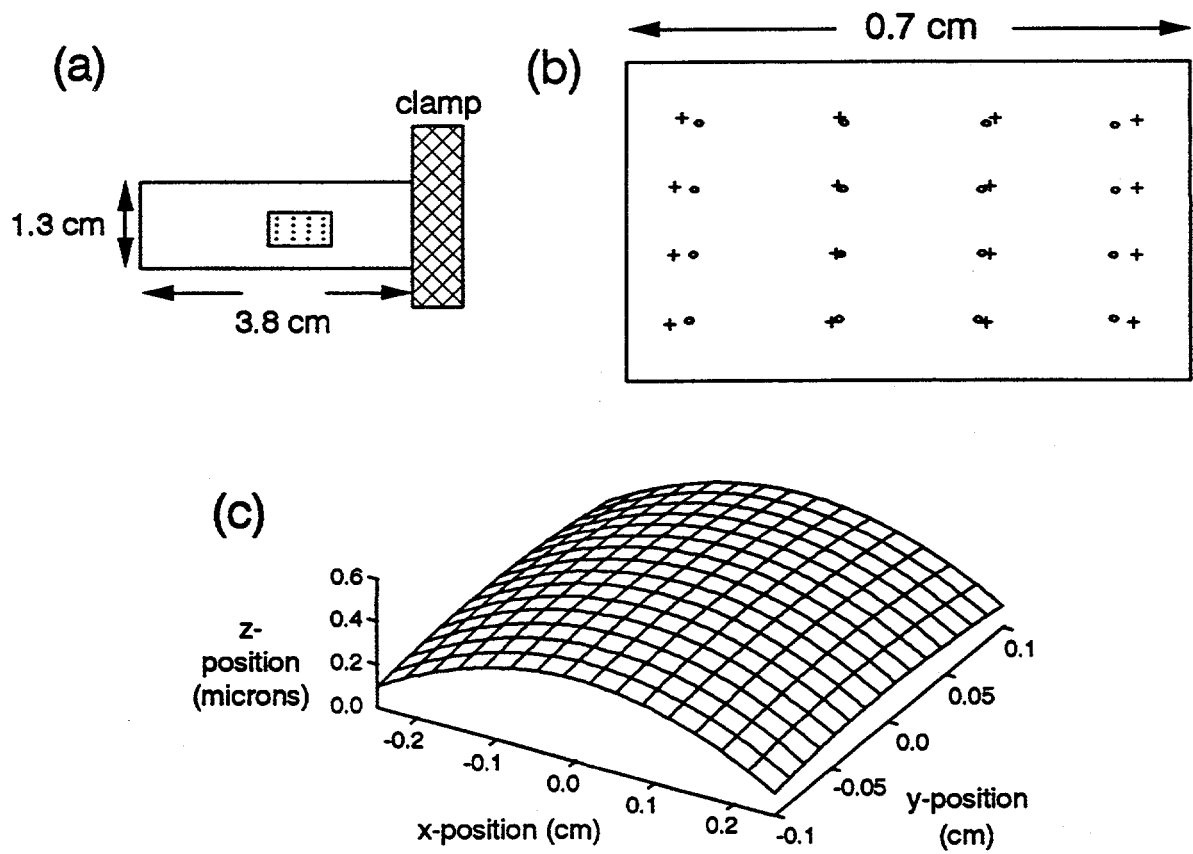 (a)
clamp
1.3 cm
3.8 cm
(b)
0.7 cm
(c)
0.6
0.4
0.2
0.0
z-
position
(microns)
-0.2
-0.1
0.0
0.1
0.2
x-position (cm)
-0.1
-0.05
0.0
0.05
0.1
y-position
(cm)